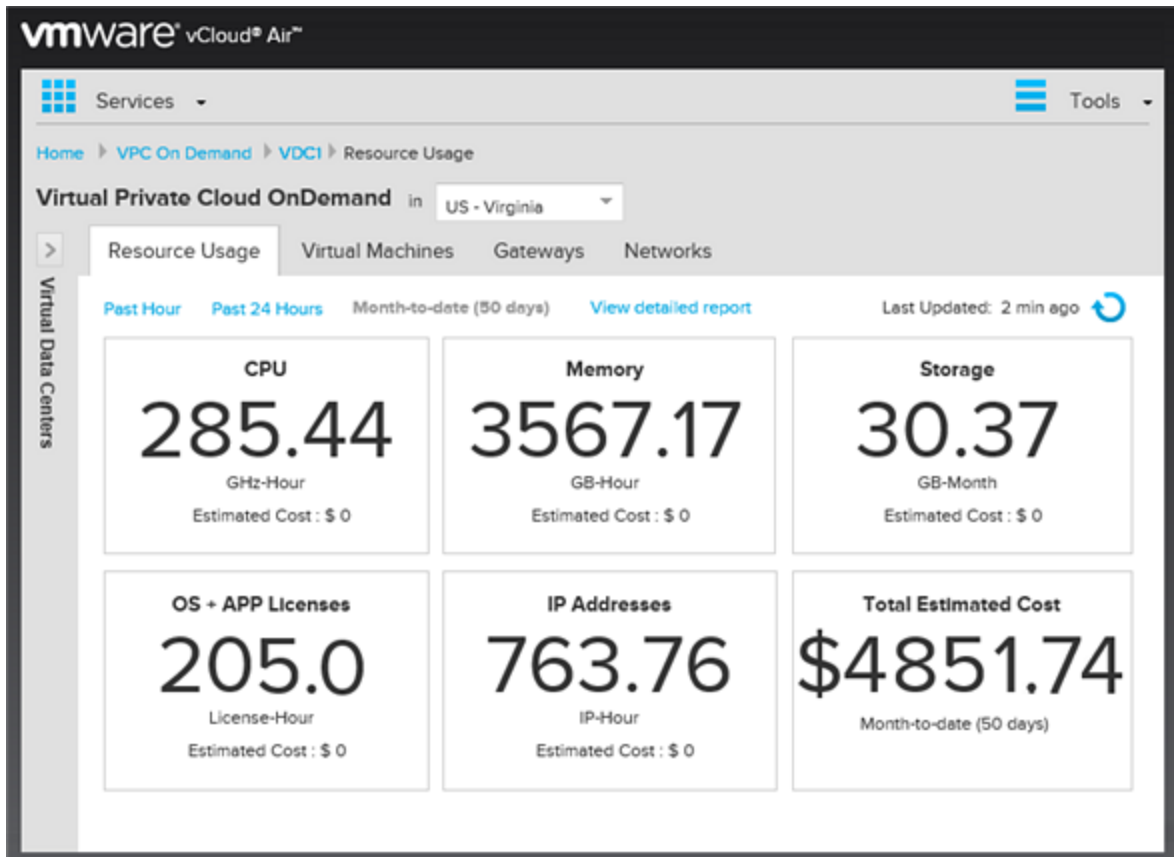 vmware® vCloud® Air™
Services
Tools
Home VPC On Demand VDC1 Resource Usage
Virtual Private Cloud OnDemand in US - Virginia
Resource Usage Virtual Machines Gateways Networks
Virtual Data Centers
Past Hour Past 24 Hours Month-to-date (50 days) View detailed report Last Updated: 2 min ago
CPU
285.44
GHz-Hour
Estimated Cost : $ 0
Memory
3567.17
GB-Hour
Estimated Cost : $ 0
Storage
30.37
GB-Month
Estimated Cost : $ 0
OS + APP Licenses
205.0
License-Hour
Estimated Cost : $ 0
IP Addresses
763.76
IP-Hour
Estimated Cost : $ 0
Total Estimated Cost
$4851.74
Month-to-date (50 days)